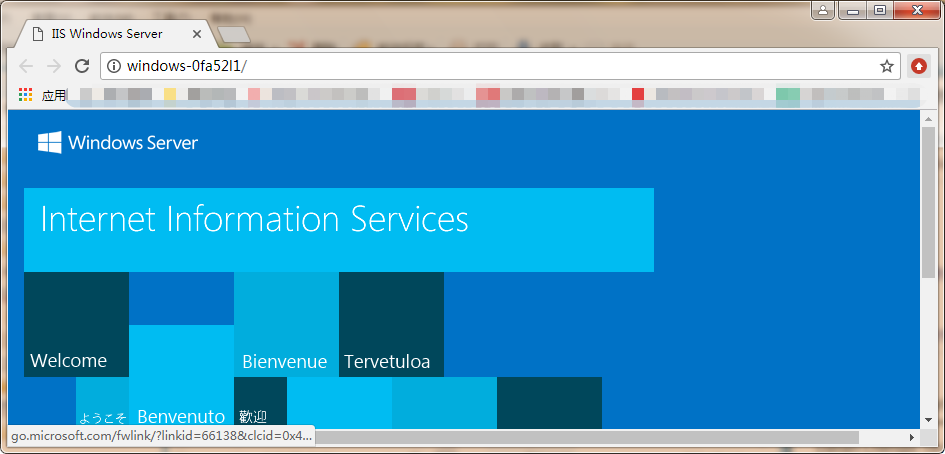 IIS Windows Server
windows-0fa52l1/
应用
Windows Server
Internet Information Services
Welcome
Bienvenue
Tervetuloa
ようこそ
Benvenuto
歡迎
go.microsoft.com/fwlink/?linkid=66138&clcid=0x4...